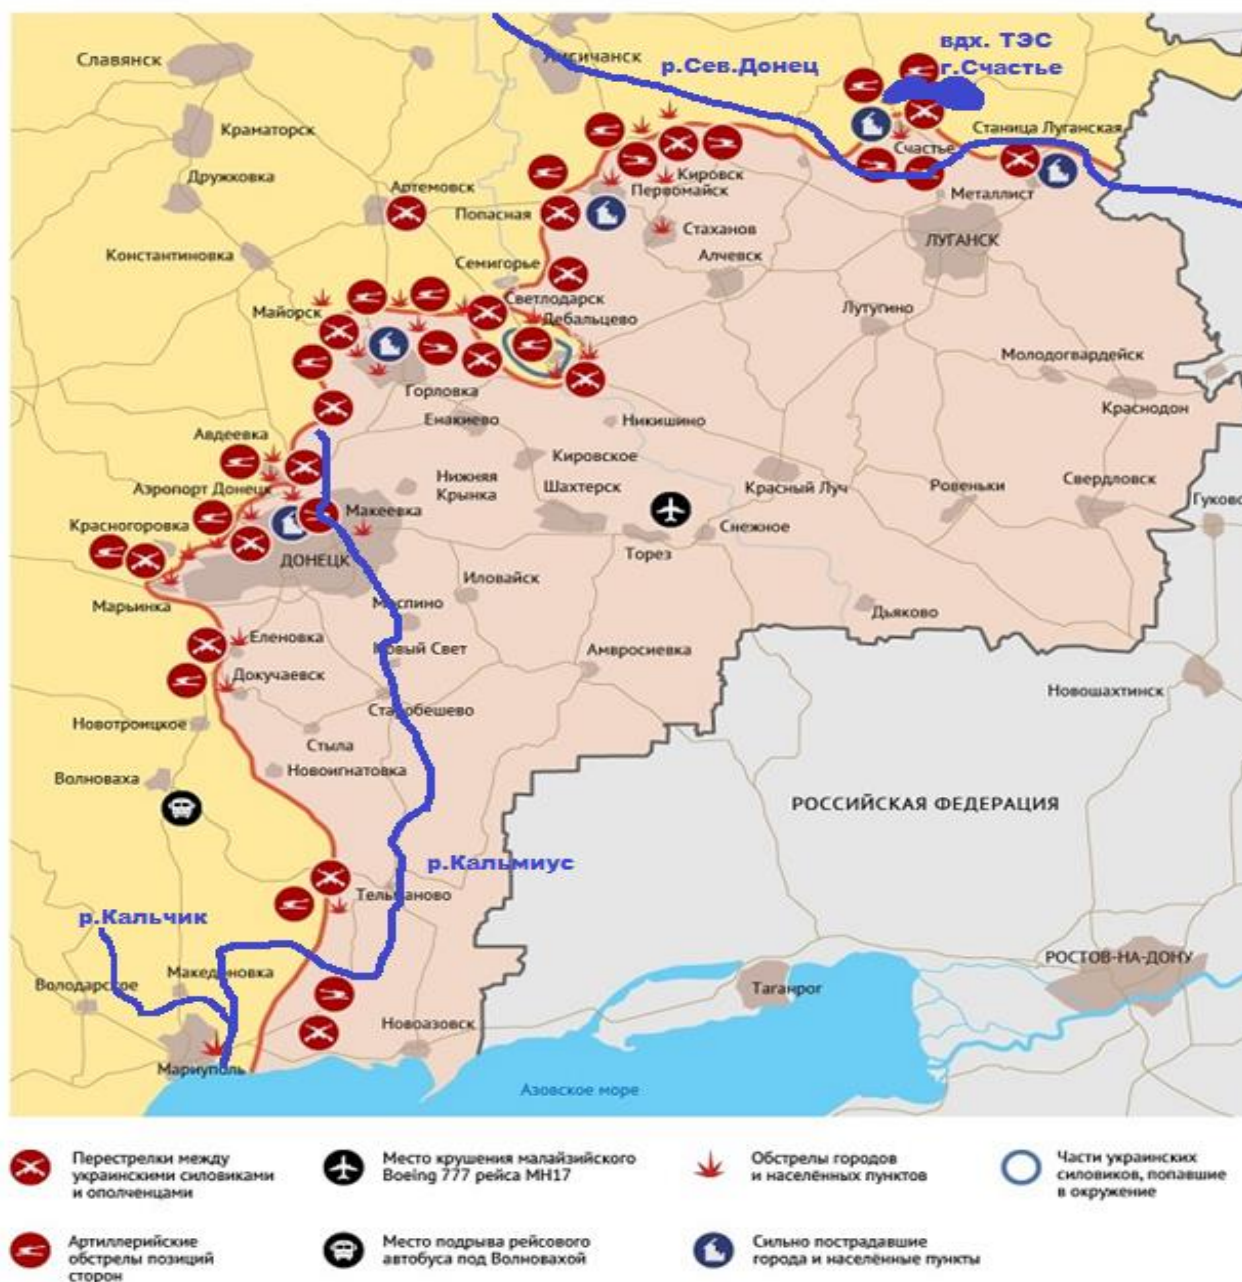 Славянск
Лисичанск
вдх. ТЭС
г.Счастье
р.Сев.Донец
Краматорск
Станица Луганская
Счастье
Дружковка
Артемовск
Кировск
Первомайск
Металлист
Попасная
Стаханов
ЛУГАНСК
Константиновка
Семигорье
Алчевск
Светлодарск
Майорск
Дебальцево
Лутугино
Молодогвардейск
Горловка
Краснодон
Енакиево
Никишино
Авдеевка
Кировское
Аэропорт Донецк
Нижняя
Крынка
Шахтерск
Красный Луч
Ровеньки
Свердловск
Гуково
Красногоровка
Макеевка
Снежное
Торез
ДОНЕЦК
Иловайск
Марьинка
Моспино
Дьяково
Еленовка
Новый Свет
Амвросиевка
Докучаевск
Новошахтинск
Старобешево
Новотроицкое
Стыла
Новоигнатовка
Волноваха
РОССИЙСКАЯ ФЕДЕРАЦИЯ
р.Кальмиус
Тельманово
р.Кальчик
РОСТОВ-НА-ДОНУ
Македоновка
Володарское
Таганрог
Новоазовск
Мариуполь
Азовское море
Перестрелки между
украинскими силовиками
и ополченцами
Место крушения малайзийского
Boeing 777 рейса MH17
Обстрелы городов
и населённых пунктов
Части украинских
силовиков, попавшие
в окружение
Артиллерийские
обстрелы позиций
сторон
Место подрыва рейсового
автобуса под Волновахой
Сильно пострадавшие
города и населённые пункты